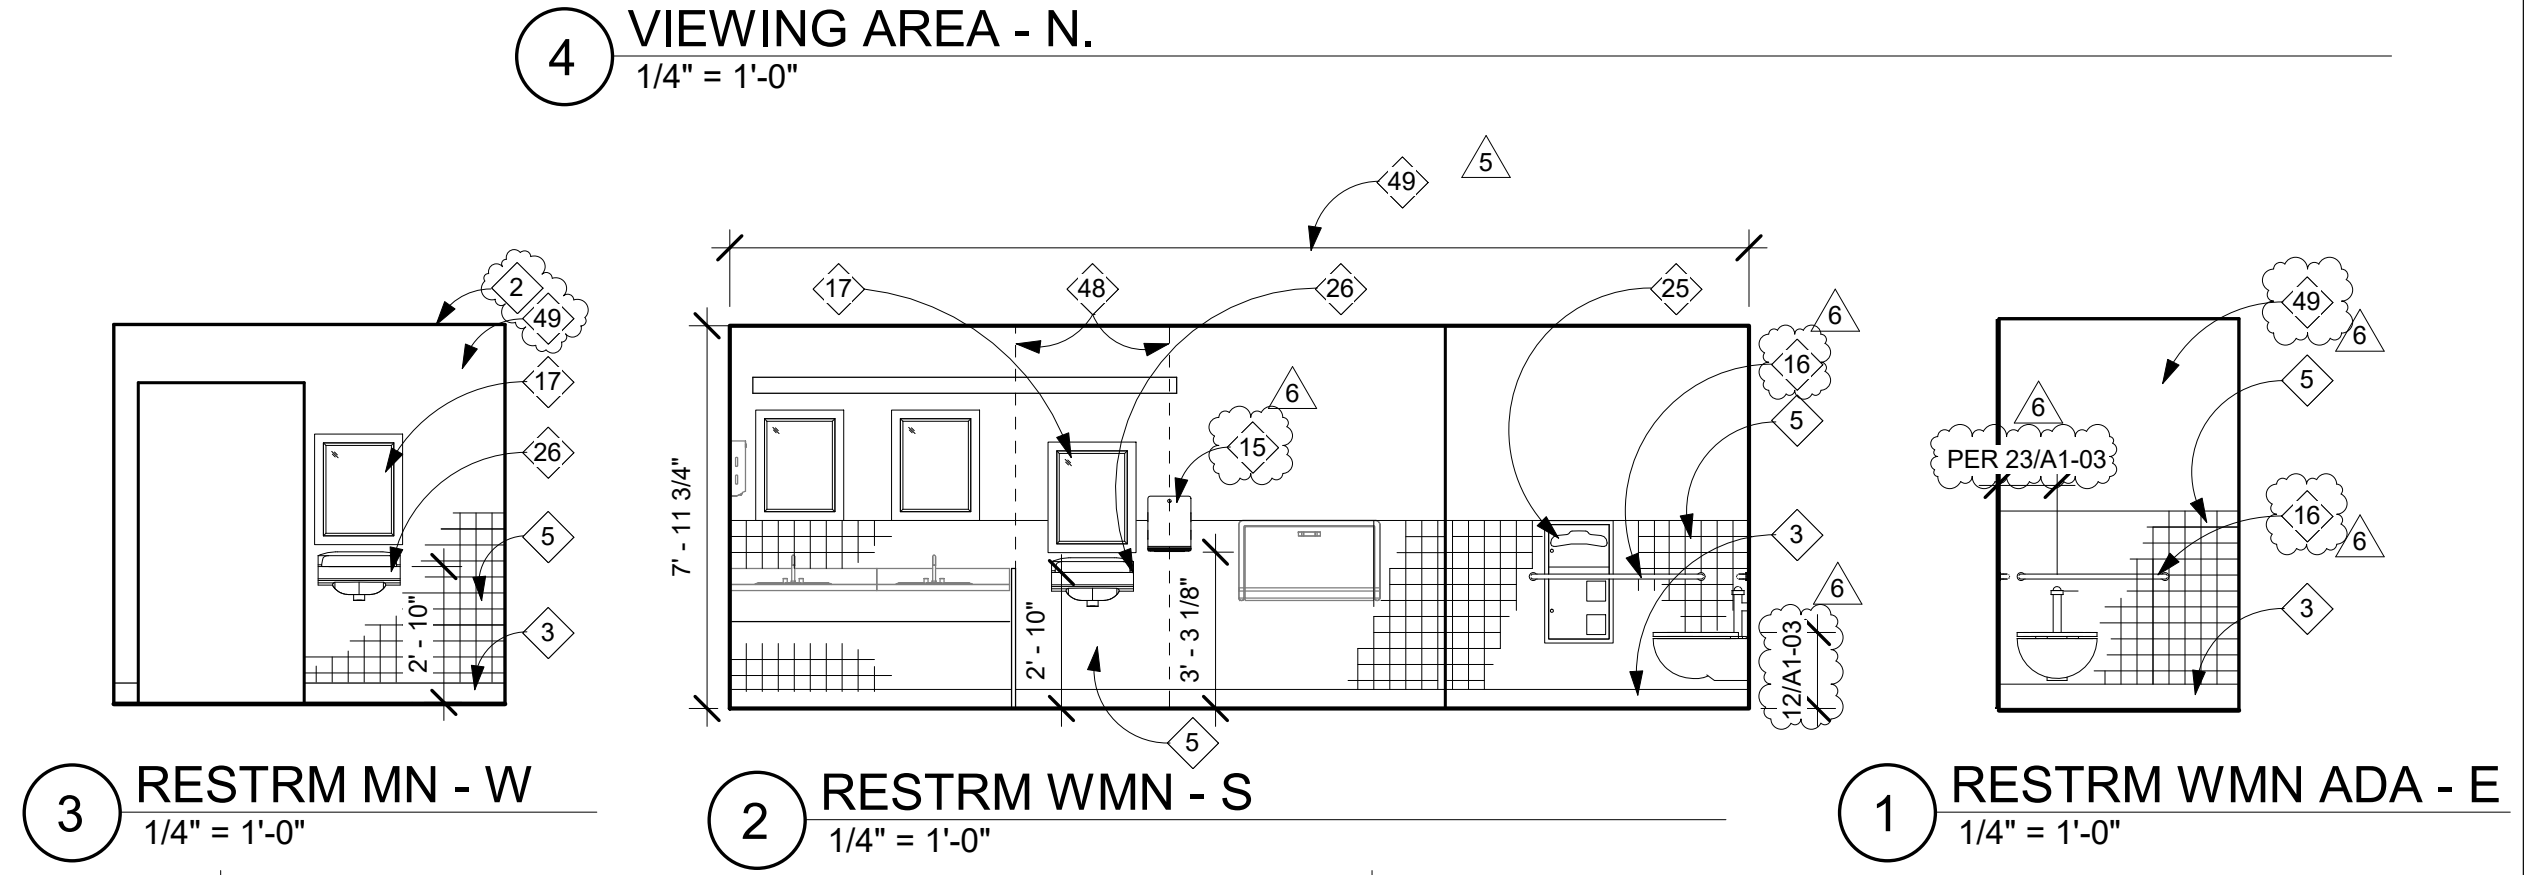 4
VIEWING AREA - N.
1/4" = 1'-0"
49
5
2
49
17
26
5
3
2' - 10"
3
RESTRM MN - W
1/4" = 1'-0"
17
48
26
25
6
16
5
6
15
3
6
12/A1-03
7' - 11 3/4"
2' - 10"
3' - 3 1/8"
5
2
RESTRM WMN - S
1/4" = 1'-0"
49
6
5
6
PER 23/A1-03
16
6
3
1
RESTRM WMN ADA - E
1/4" = 1'-0"